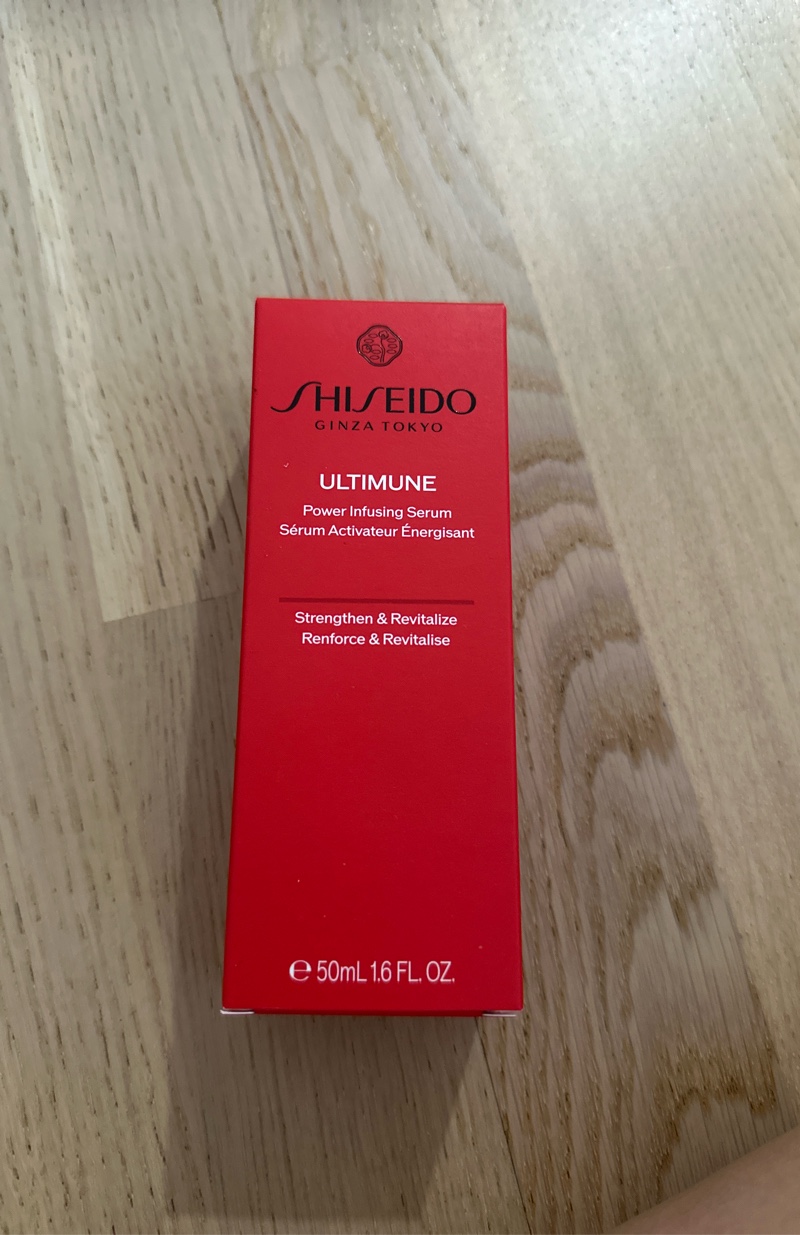 SHISEIDO
GINZA TOKYO
ULTIMUNE
Power Infusing Serum
Sérum Activateur Énergisant
Strengthen & Revitalize
Renforce & Revitalise
℮ 50mL 1.6 FL. OZ.